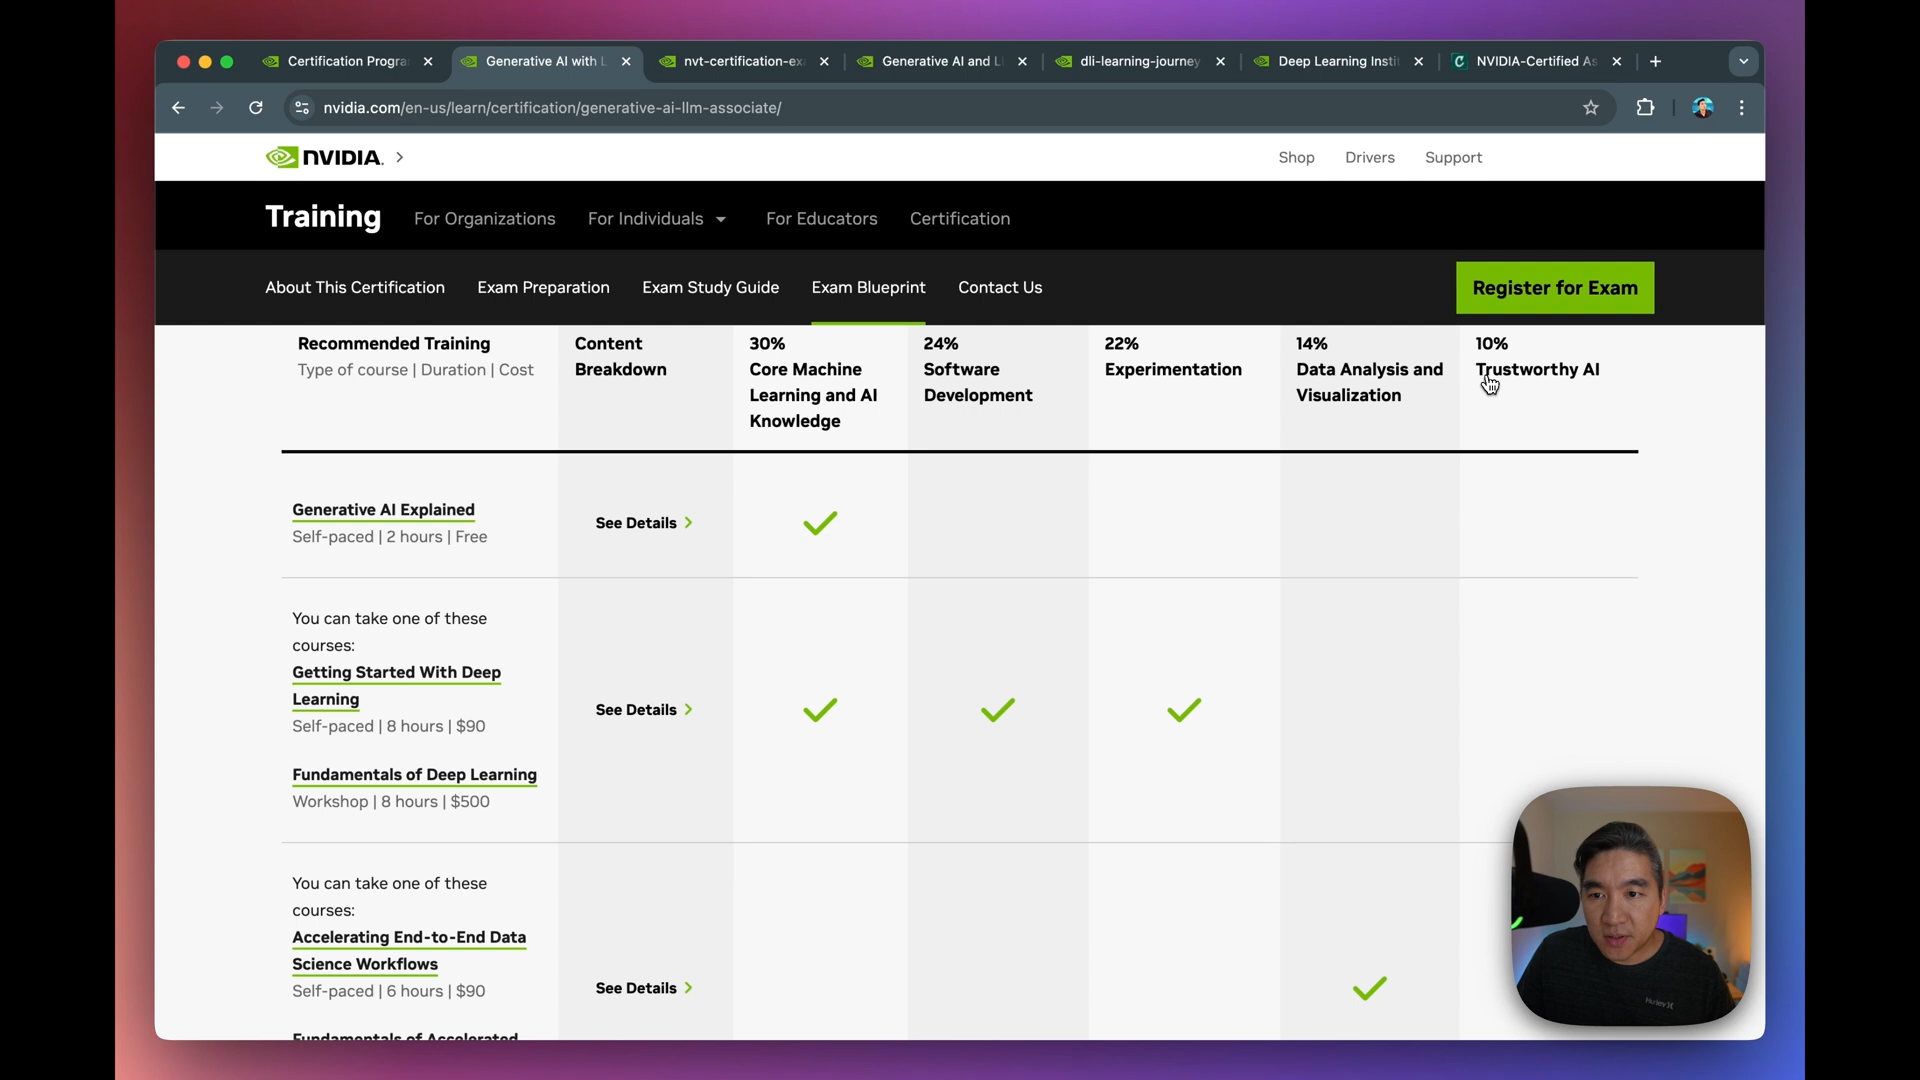 Certification Progra
Generative AI with L
nvt-certification-exa
Generative AI and L
dli-learning-journey
Deep Learning Instit
NVIDIA-Certified As
nvidia.com/en-us/learn/certification/generative-ai-llm-associate/
NVIDIA.
Shop
Drivers
Support
Training
For Organizations
For Individuals
For Educators
Certification
About This Certification
Exam Preparation
Exam Study Guide
Exam Blueprint
Contact Us
Register for Exam
Recommended Training
Type of course | Duration | Cost
Content
Breakdown
30%
Core Machine
Learning and AI
Knowledge
24%
Software
Development
22%
Experimentation
14%
Data Analysis and
Visualization
10%
Trustworthy AI
Generative AI Explained
Self-paced | 2 hours | Free
See Details
You can take one of these
courses:
Getting Started With Deep
Learning
Self-paced | 8 hours | $90
See Details
Fundamentals of Deep Learning
Workshop | 8 hours | $500
You can take one of these
courses:
Accelerating End-to-End Data
Science Workflows
Self-paced | 6 hours | $90
See Details
Fundamentals of Accelerated
Hurley